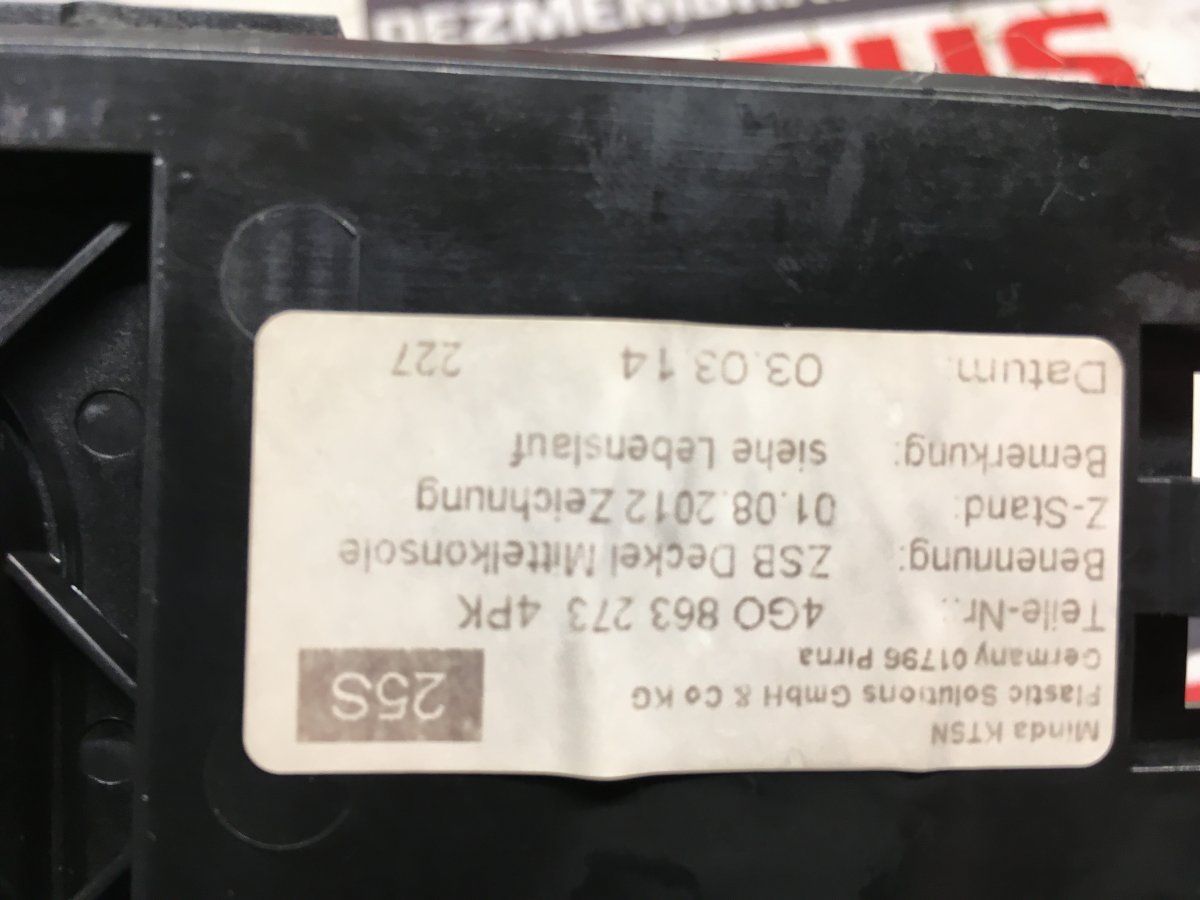 Minda KTSN
Plastic Solutions GmbH & Co KG
Germany 01796 Pirna
25S
Teile-Nr.: 4GO 863 273 4PK
Benennung: ZSB Deckel Mittelkonsole
Z-Stand: 01.08.2012 Zeichnung
Bemerkung: siehe Lebenslauf
Datum: 03.03.14 227